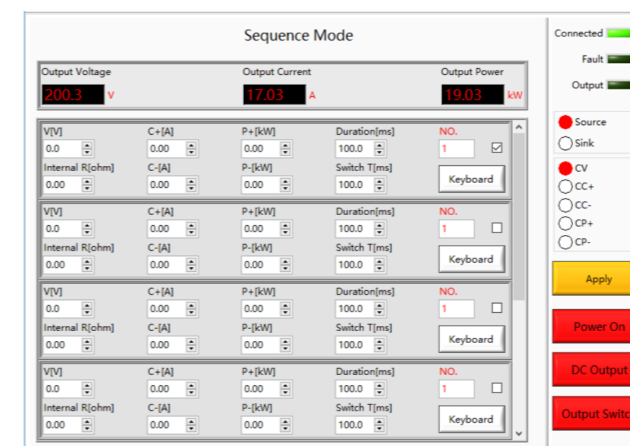 Sequence Mode
Output Voltage Output Current Output Power
200.3 V 17.03 A 19.03 kW
V[V] C+[A] P+[kW] Duration[ms] NO.
0.0 0.00 0.00 100.0 1
Internal R[ohm] C-[A] P-[kW] Switch T[ms] Keyboard
0.00 0.00 0.00 100.0
V[V] C+[A] P+[kW] Duration[ms] NO.
0.0 0.00 0.00 100.0 1
Internal R[ohm] C-[A] P-[kW] Switch T[ms] Keyboard
0.00 0.00 0.00 100.0
V[V] C+[A] P+[kW] Duration[ms] NO.
0.0 0.00 0.00 100.0 1
Internal R[ohm] C-[A] P-[kW] Switch T[ms] Keyboard
0.00 0.00 0.00 100.0
V[V] C+[A] P+[kW] Duration[ms] NO.
0.0 0.00 0.00 100.0 1
Internal R[ohm] C-[A] P-[kW] Switch T[ms] Keyboard
0.00 0.00 0.00 100.0
Connected
Fault
Output
Source
Sink
CV
CC+
CC-
CP+
CP-
Apply
Power On
DC Output
Output Switc